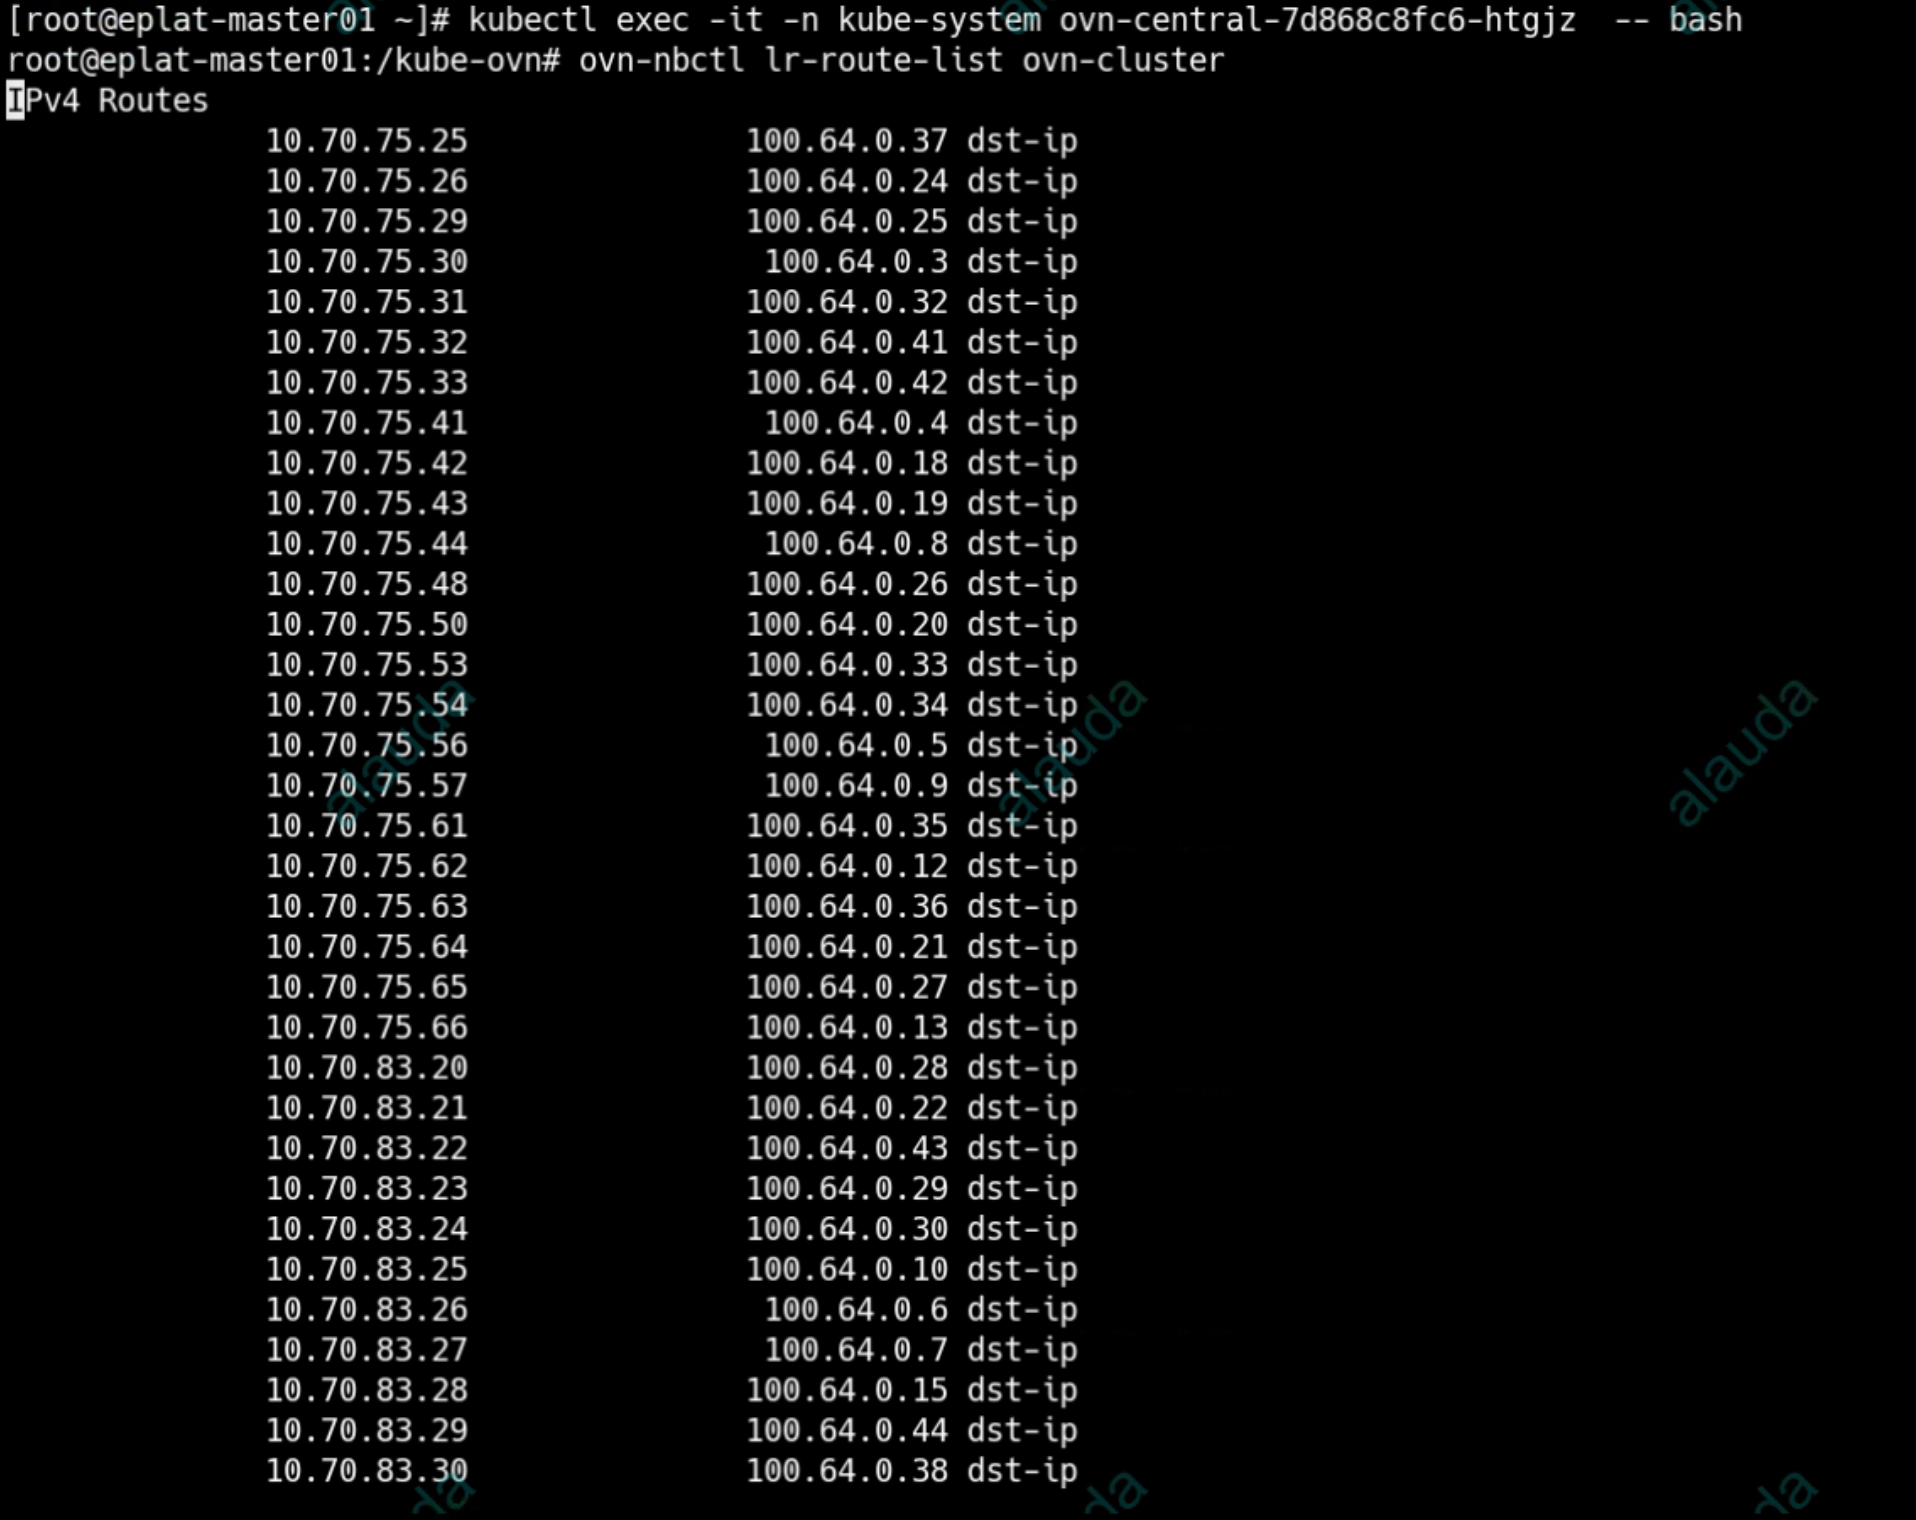 [root@eplat-master01 ~]# kubectl exec -it -n kube-system ovn-central-7d868c8fc6-htgjz  -- bash
root@eplat-master01:/kube-ovn# ovn-nbctl lr-route-list ovn-cluster
IPv4 Routes
10.70.75.25 100.64.0.37 dst-ip
10.70.75.26 100.64.0.24 dst-ip
10.70.75.29 100.64.0.25 dst-ip
10.70.75.30 100.64.0.3 dst-ip
10.70.75.31 100.64.0.32 dst-ip
10.70.75.32 100.64.0.41 dst-ip
10.70.75.33 100.64.0.42 dst-ip
10.70.75.41 100.64.0.4 dst-ip
10.70.75.42 100.64.0.18 dst-ip
10.70.75.43 100.64.0.19 dst-ip
10.70.75.44 100.64.0.8 dst-ip
10.70.75.48 100.64.0.26 dst-ip
10.70.75.50 100.64.0.20 dst-ip
10.70.75.53 100.64.0.33 dst-ip
10.70.75.54 100.64.0.34 dst-ip
10.70.75.56 100.64.0.5 dst-ip
10.70.75.57 100.64.0.9 dst-ip
10.70.75.61 100.64.0.35 dst-ip
10.70.75.62 100.64.0.12 dst-ip
10.70.75.63 100.64.0.36 dst-ip
10.70.75.64 100.64.0.21 dst-ip
10.70.75.65 100.64.0.27 dst-ip
10.70.75.66 100.64.0.13 dst-ip
10.70.83.20 100.64.0.28 dst-ip
10.70.83.21 100.64.0.22 dst-ip
10.70.83.22 100.64.0.43 dst-ip
10.70.83.23 100.64.0.29 dst-ip
10.70.83.24 100.64.0.30 dst-ip
10.70.83.25 100.64.0.10 dst-ip
10.70.83.26 100.64.0.6 dst-ip
10.70.83.27 100.64.0.7 dst-ip
10.70.83.28 100.64.0.15 dst-ip
10.70.83.29 100.64.0.44 dst-ip
10.70.83.30 100.64.0.38 dst-ip
alauda
alauda
alauda